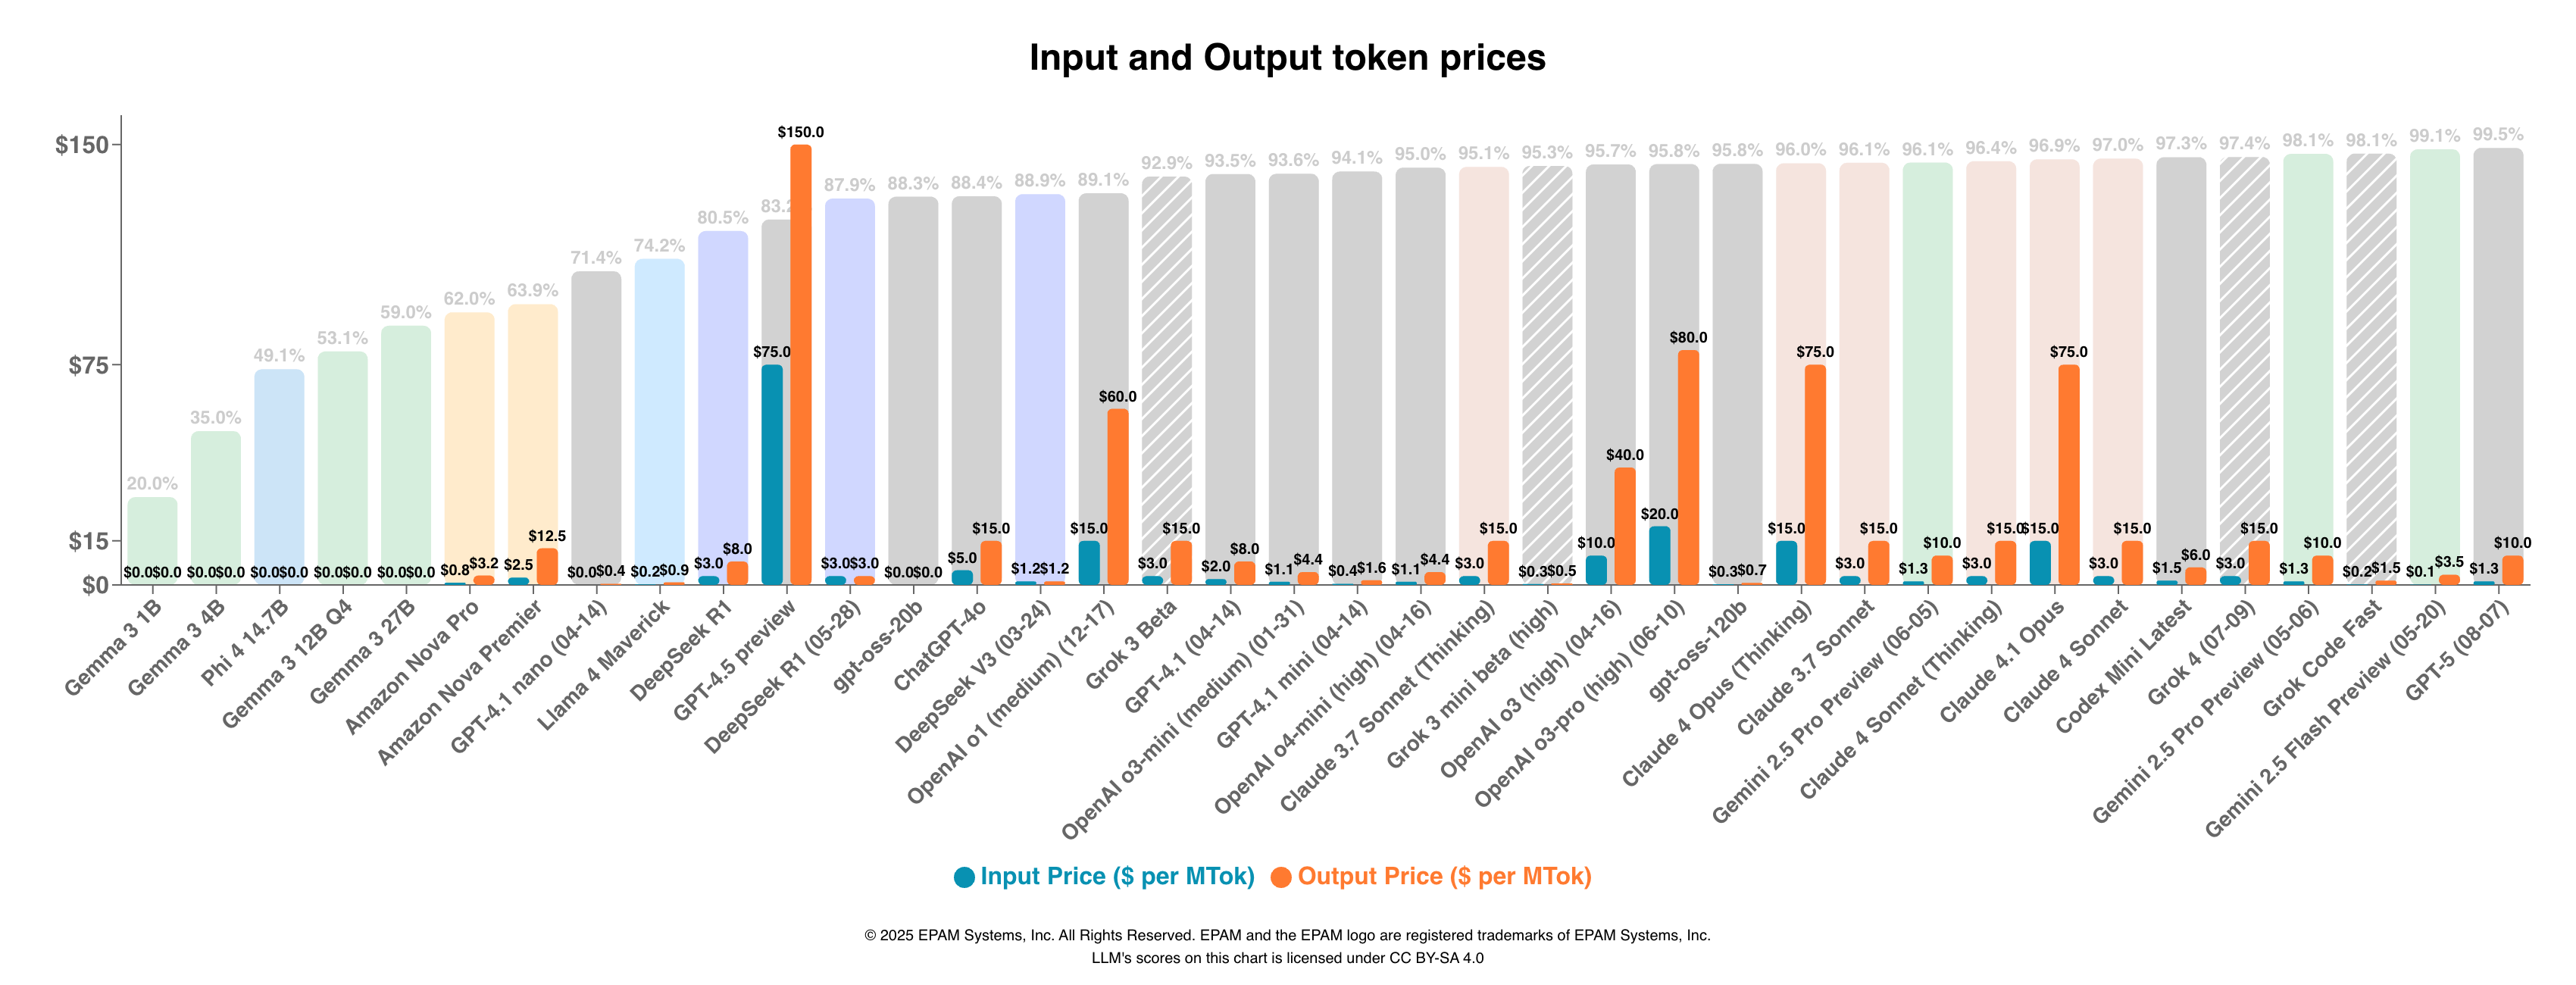 Input and Output token prices
$150
$75
$15
$0
20.0% 35.0% 49.1% 53.1% 59.0% 62.0% 63.9% 71.4% 74.2% 80.5% 83.2 87.9% 88.3% 88.4% 88.9% 89.1% 92.9% 93.5% 93.6% 94.1% 95.0% 95.1% 95.3% 95.7% 95.8% 95.8% 96.0% 96.1% 96.1% 96.4% 96.9% 97.0% 97.3% 97.4% 98.1% 98.1% 99.1% 99.5%
$0.0 $0.0
$0.0 $0.0
$0.0 $0.0
$0.0 $0.0
$0.0 $0.0
$0.8 $3.2
$2.5 $12.5
$0.0 $0.4
$0.2 $0.9
$3.0 $8.0
$75.0 $150.0
$3.0 $3.0
$0.0 $0.0
$5.0 $15.0
$1.2 $1.2
$15.0 $60.0
$3.0 $15.0
$2.0 $8.0
$1.1 $4.4
$0.4 $1.6
$1.1 $4.4
$3.0 $15.0
$0.3 $0.5
$10.0 $40.0
$20.0 $80.0
$0.3 $0.7
$15.0 $75.0
$3.0 $15.0
$1.3 $10.0
$3.0 $15.0
$15.0 $75.0
$3.0 $15.0
$1.5 $6.0
$3.0 $15.0
$1.3 $10.0
$0.2 $1.5
$0.1 $3.5
$1.3 $10.0
Gemma 3 1B
Gemma 3 4B
Phi 4 14.7B
Gemma 3 12B Q4
Gemma 3 27B
Amazon Nova Pro
Amazon Nova Premier
GPT-4.1 nano (04-14)
Llama 4 Maverick
DeepSeek R1
GPT-4.5 preview
DeepSeek R1 (05-28)
gpt-oss-20b
ChatGPT-4o
DeepSeek V3 (03-24)
OpenAI o1 (medium) (12-17)
Grok 3 Beta
GPT-4.1 (04-14)
OpenAI o3-mini (medium) (01-31)
GPT-4.1 mini (04-14)
OpenAI o4-mini (high) (04-16)
Claude 3.7 Sonnet (Thinking)
Grok 3 mini beta (high)
OpenAI o3 (high) (04-16)
OpenAI o3-pro (high) (06-10)
gpt-oss-120b
Claude 4 Opus (Thinking)
Claude 3.7 Sonnet
Gemini 2.5 Pro Preview (06-05)
Claude 4 Sonnet (Thinking)
Claude 4.1 Opus
Claude 4 Sonnet
Codex Mini Latest
Grok 4 (07-09)
Gemini 2.5 Pro Preview (05-06)
Grok Code Fast
Gemini 2.5 Flash Preview (05-20)
GPT-5 (08-07)
Input Price ($ per MTok) Output Price ($ per MTok)
© 2025 EPAM Systems, Inc. All Rights Reserved. EPAM and the EPAM logo are registered trademarks of EPAM Systems, Inc.
LLM's scores on this chart is licensed under CC BY-SA 4.0